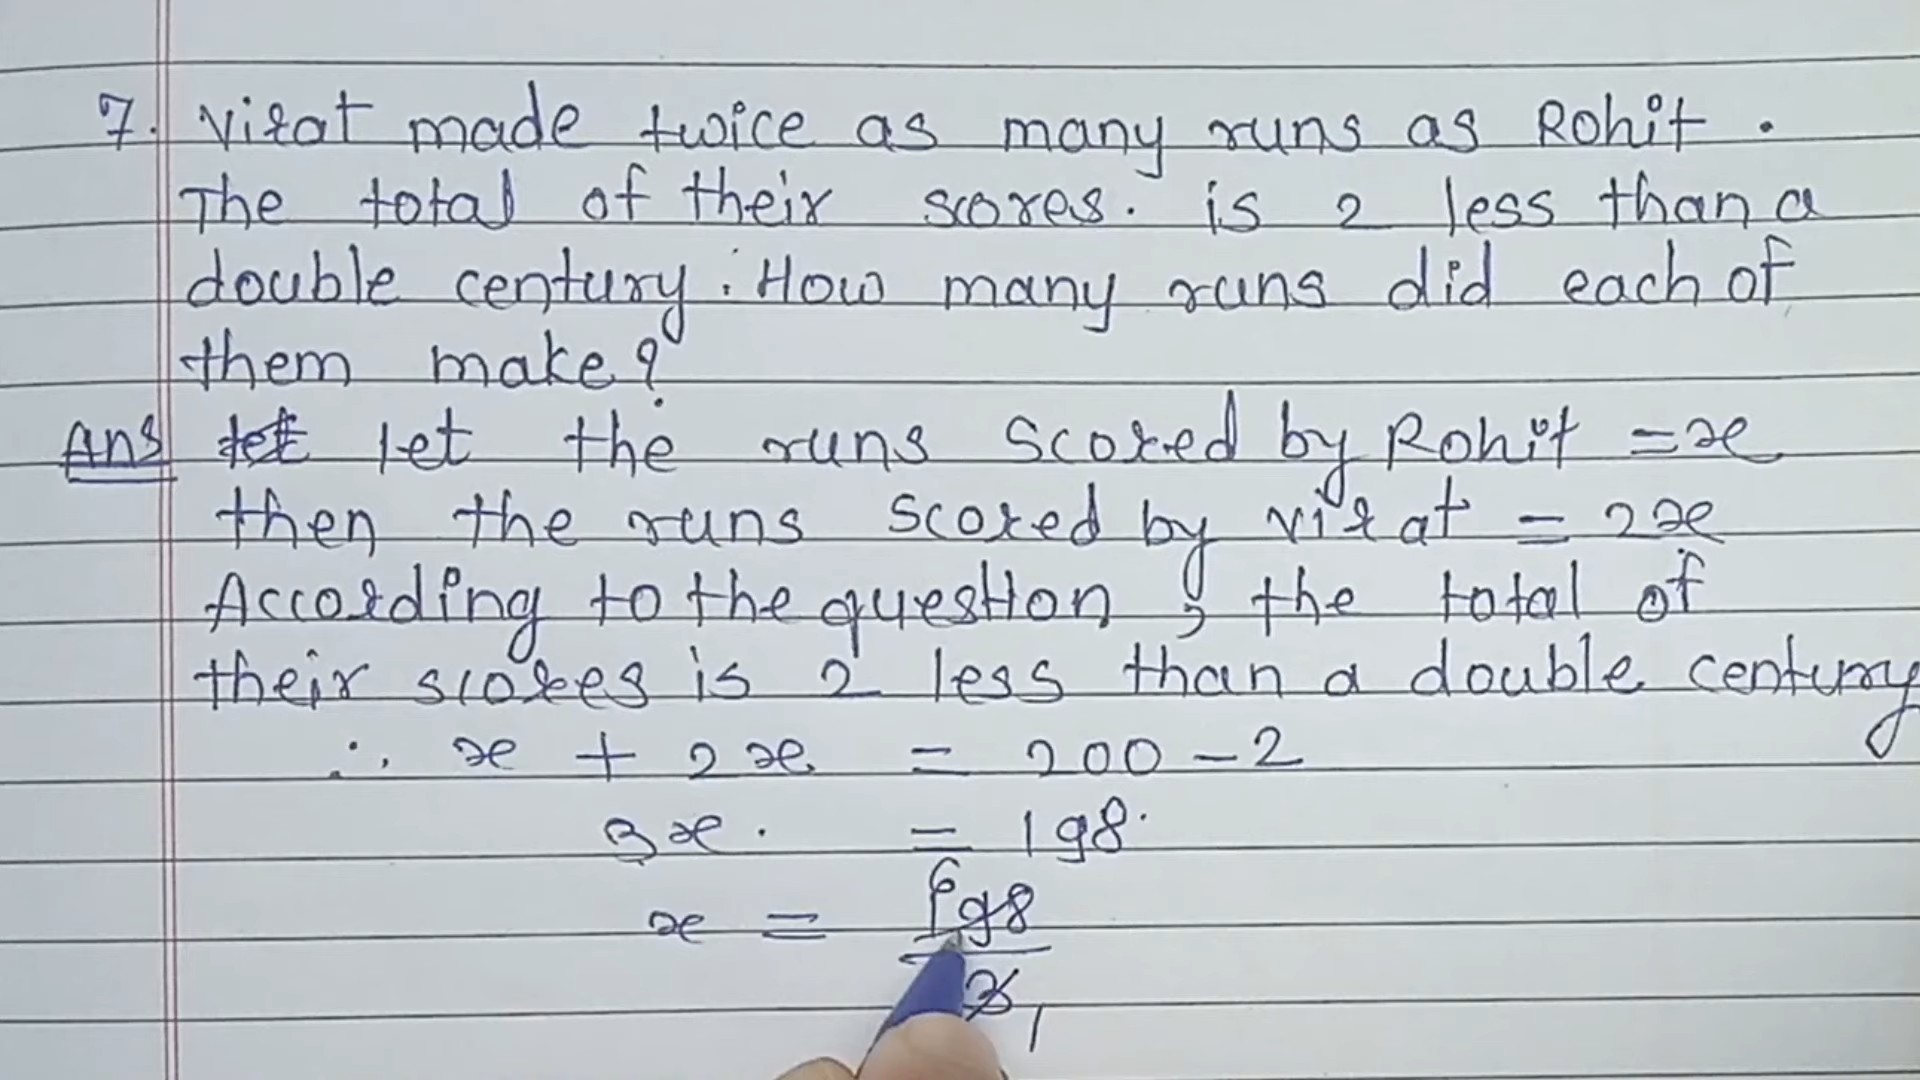 7. Virat made twice as many runs as Rohit.
The total of their scores. is 2 less than a
double century. How many runs did each of
them make?
Ans let let the runs Scored by Rohit = x
then the runs scored by virat = 2x
According to the question, the total of
their scores is 2 less than a double century
∴ x + 2x = 200 - 2
3x. = 198.
6
x = 198
3 1